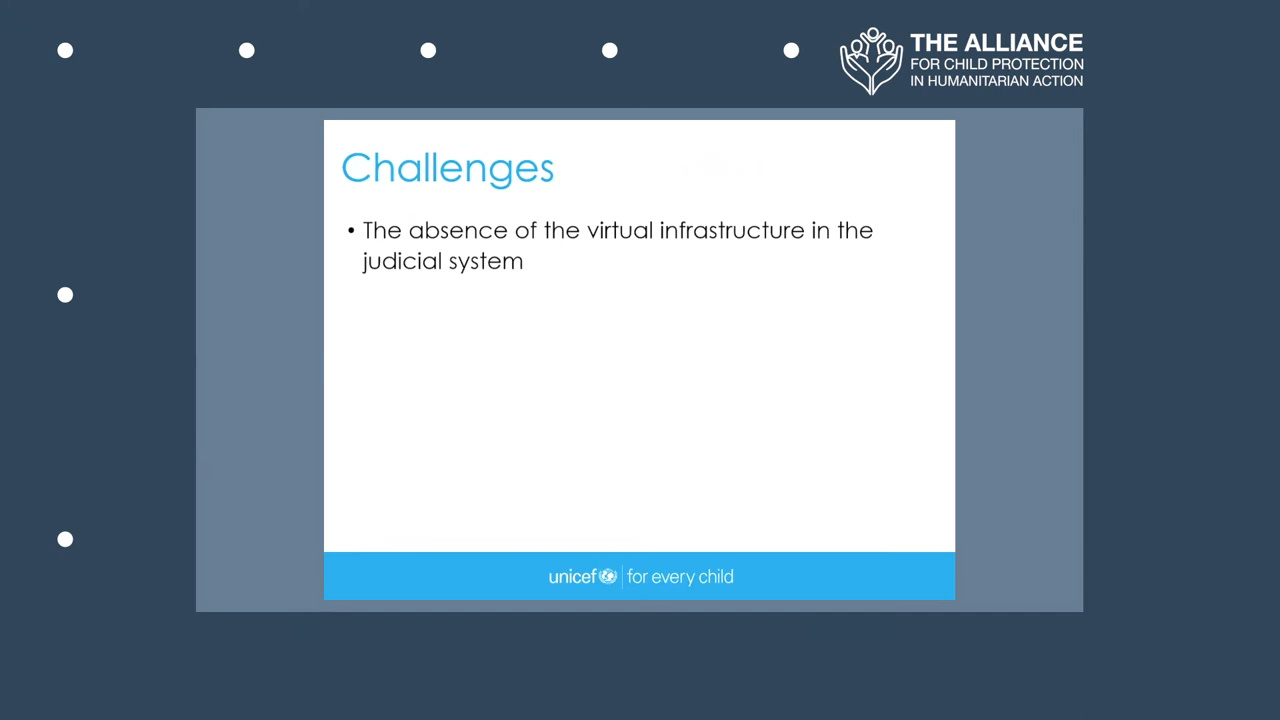 THE ALLIANCE
FOR CHILD PROTECTION
IN HUMANITARIAN ACTION
Challenges
• The absence of the virtual infrastructure in the
judicial system
unicef for every child